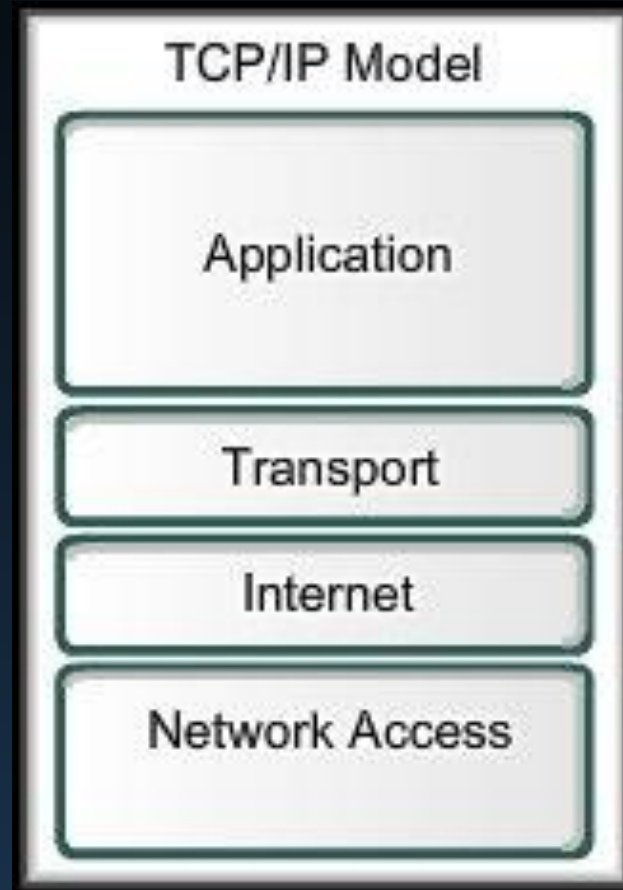 TCP/IP Model
Application
Transport
Internet
Network Access